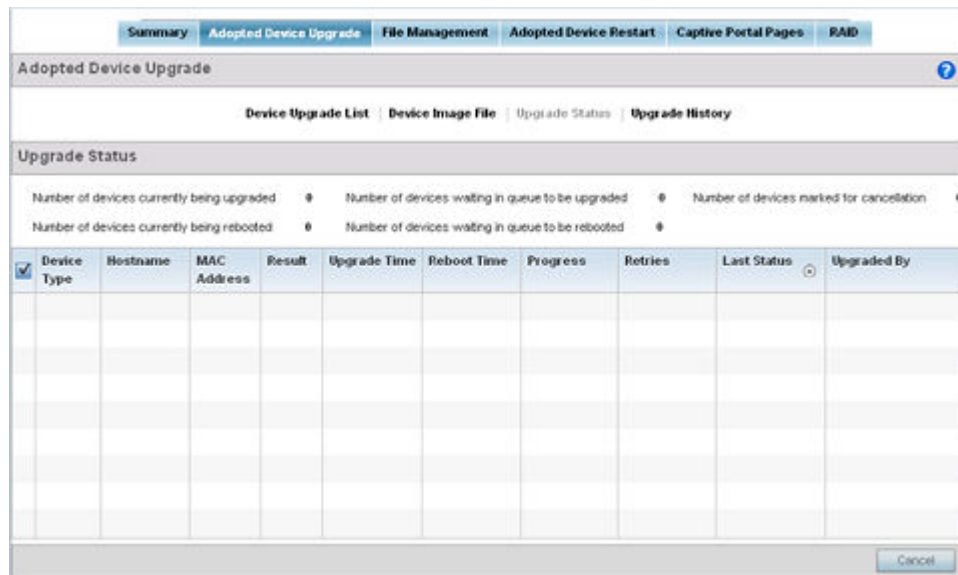 Summary Adopted Device Upgrade File Management Adopted Device Restart Captive Portal Pages RAID
Adopted Device Upgrade ?
Device Upgrade List Device Image File Upgrade Status Upgrade History
Upgrade Status
Number of devices currently being upgraded 0 Number of devices waiting in queue to be upgraded 0 Number of devices marked for cancellation
Number of devices currently being rebooted 0 Number of devices waiting in queue to be rebooted 0
Device Type Hostname MAC Address Result Upgrade Time Reboot Time Progress Retries Last Status Upgraded By
Cancel